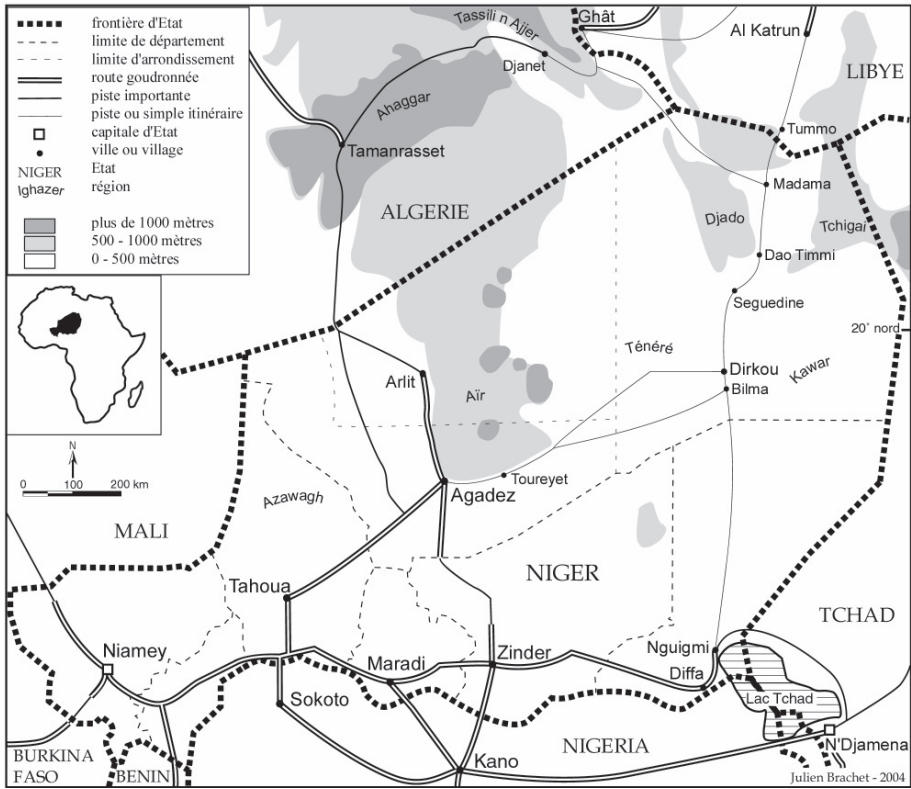 frontière d'Etat
limite de département
limite d'arrondissement
route goudronnée
piste importante
piste ou simple itinéraire
capitale d'Etat
ville ou village
NIGER Etat
Ighazer région
plus de 1000 mètres
500 - 1000 mètres
0 - 500 mètres
Tassili n Ajjer
Ghât
Al Katrun
Djanet
LIBYE
Ahaggar
Tummo
Tamanrasset
Madama
ALGERIE
Djado
Tchigai
Dao Timmi
Seguedine
20° nord
Ténéré
Dirkou
Kawar
Arlit
Aïr
Bilma
N
0 100 200 km
Toureyet
Agadez
Azawagh
MALI
NIGER
Tahoua
TCHAD
Niamey
Maradi
Zinder
Nguigmi
Diffa
Sokoto
Lac Tchad
NIGERIA
N'Djamena
BURKINA
FASO
BENIN
Kano
Julien Brachet - 2004